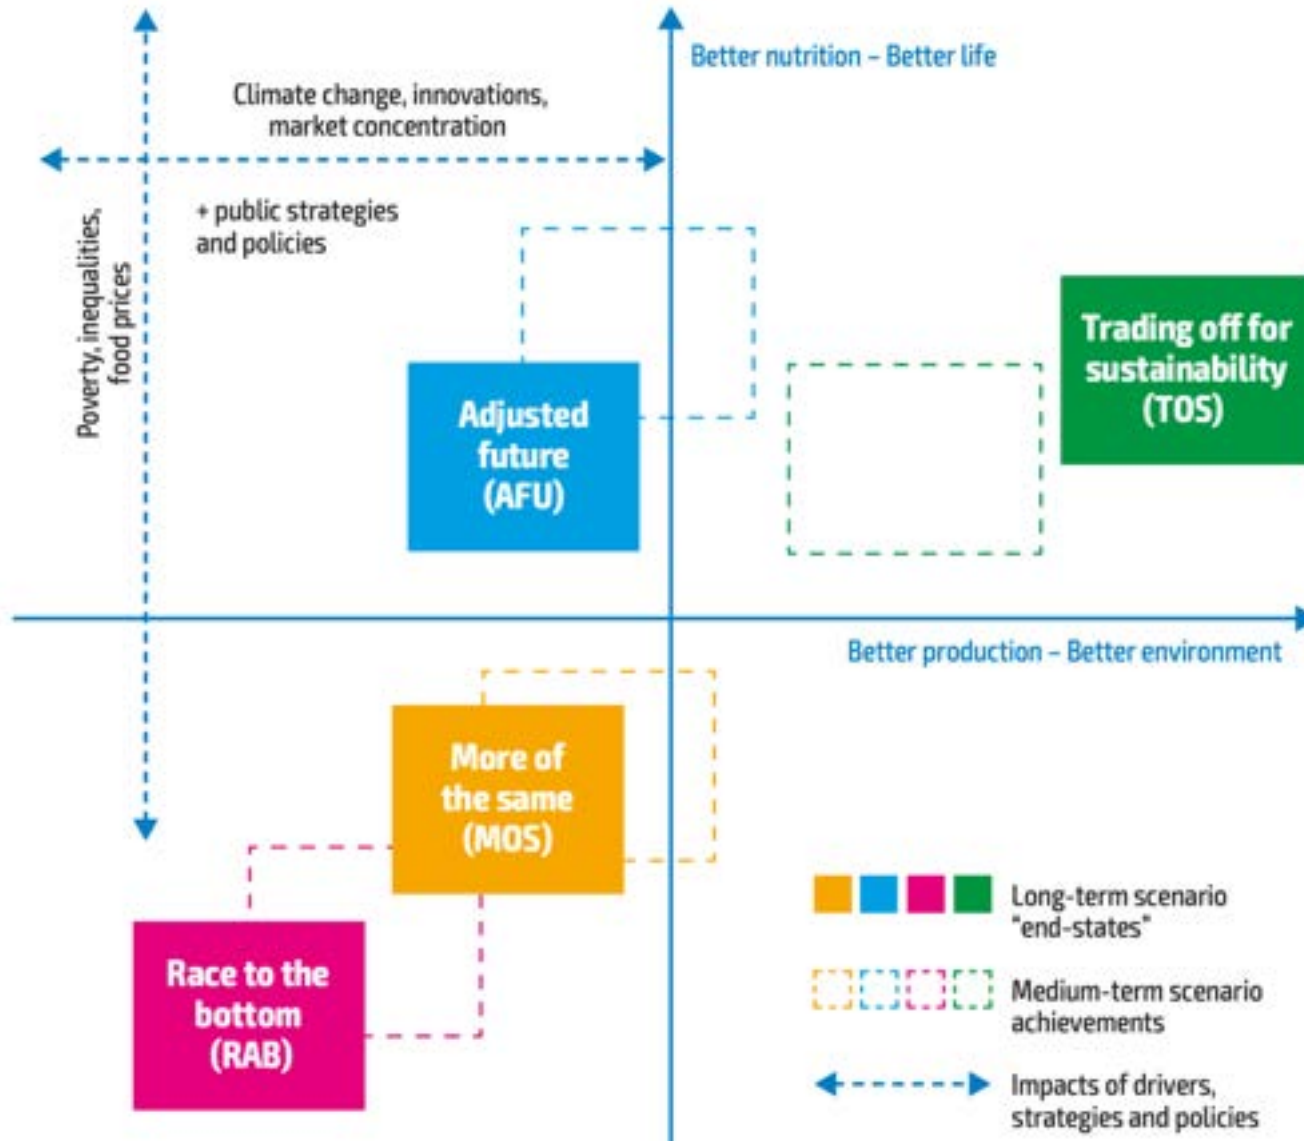 Better nutrition – Better life
Climate change, innovations,
market concentration
+ public strategies
and policies
Poverty, inequalities,
food prices
Trading off for
sustainability
(TOS)
Adjusted
future
(AFU)
Better production – Better environment
More of
the same
(MOS)
Race to the
bottom
(RAB)
Long-term scenario
"end-states"
Medium-term scenario
achievements
Impacts of drivers,
strategies and policies